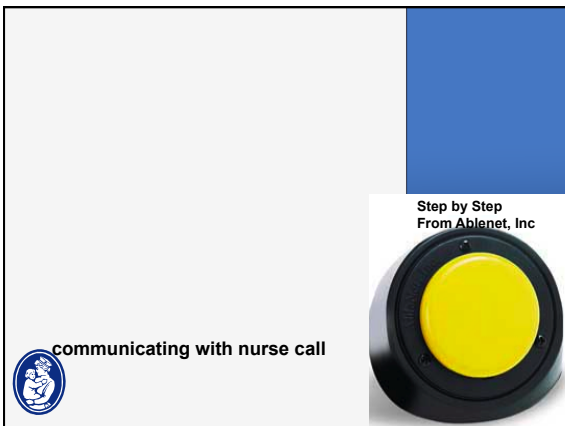 Step by Step
From Ablenet, Inc
communicating with nurse call